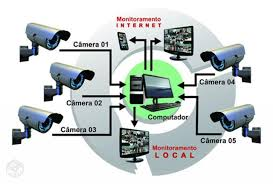 Monitoramento
INTERNET
Câmera 01
Câmera 02
Câmera 04
Computador
Câmera 03
Câmera 05
Monitoramento
LOCAL